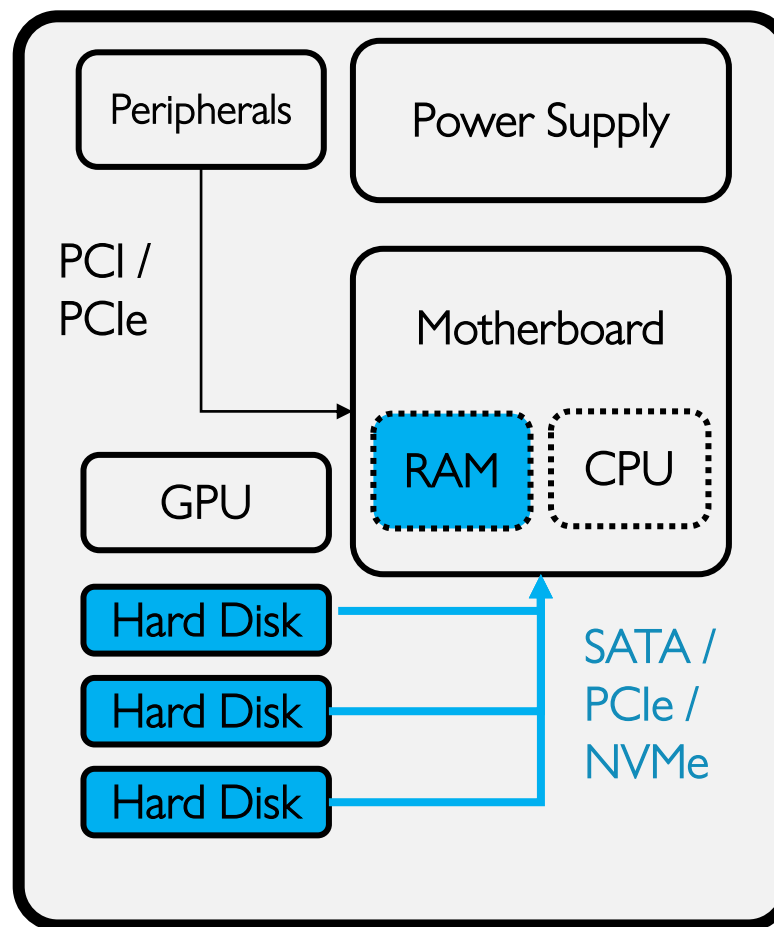 Peripherals
Power Supply
PCI /
PCIe
Motherboard
RAM
CPU
GPU
Hard Disk
Hard Disk
Hard Disk
SATA /
PCIe /
NVMe